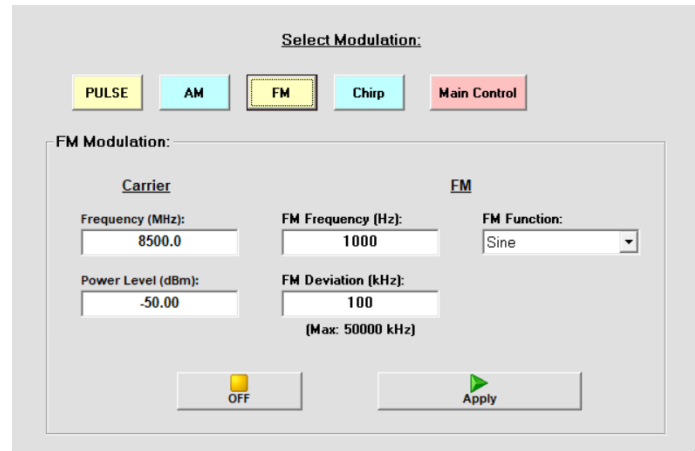 Select Modulation:
PULSE AM FM Chirp Main Control
FM Modulation:
Carrier FM
Frequency (MHz): FM Frequency (Hz): FM Function:
8500.0 1000 Sine
Power Level (dBm): FM Deviation (kHz):
-50.00 100
(Max: 50000 kHz)
OFF Apply